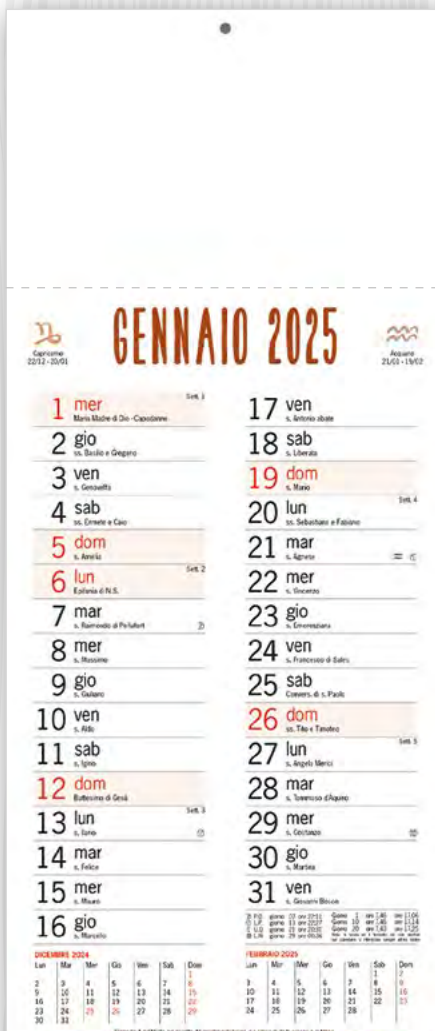 GENNAIO 2025
Capricorno
22/12 - 20/01
Acquario
21/01 - 19/02
1 mer Sett. 1
Maria Madre di Dio - Capodanno
2 gio
ss. Basilio e Gregorio
3 ven
s. Genoveffa
4 sab
ss. Ermete e Caio
5 dom
s. Amelia
6 lun Sett. 2
Epifania di N.S.
7 mar
s. Raimondo di Peñafort
8 mer
s. Massimo
9 gio
s. Giuliano
10 ven
s. Aldo
11 sab
s. Igino
12 dom
Battesimo di Gesù
13 lun Sett. 3
s. Ilario
14 mar
s. Felice
15 mer
s. Mauro
16 gio
s. Marcello
17 ven
s. Antonio abate
18 sab
s. Liberata
19 dom
s. Mario
20 lun Sett. 4
ss. Sebastiano e Fabiano
21 mar
s. Agnese
22 mer
s. Vincenzo
23 gio
s. Emerenziana
24 ven
s. Francesco di Sales
25 sab
Convers. di s. Paolo
26 dom
ss. Tito e Timoteo
27 lun Sett. 5
s. Angela Merici
28 mar
s. Tommaso d'Aquino
29 mer
s. Costanzo
30 gio
s. Martina
31 ven
s. Giovanni Bosco
DICEMBRE 2024
Lun Mar Mer Gio Ven Sab Dom
1
2 3 4 5 6 7 8
9 10 11 12 13 14 15
16 17 18 19 20 21 22
23 24 25 26 27 28 29
30 31
FEBBRAIO 2025
Lun Mar Mer Gio Ven Sab Dom
1 2
3 4 5 6 7 8 9
10 11 12 13 14 15 16
17 18 19 20 21 22 23
24 25 26 27 28